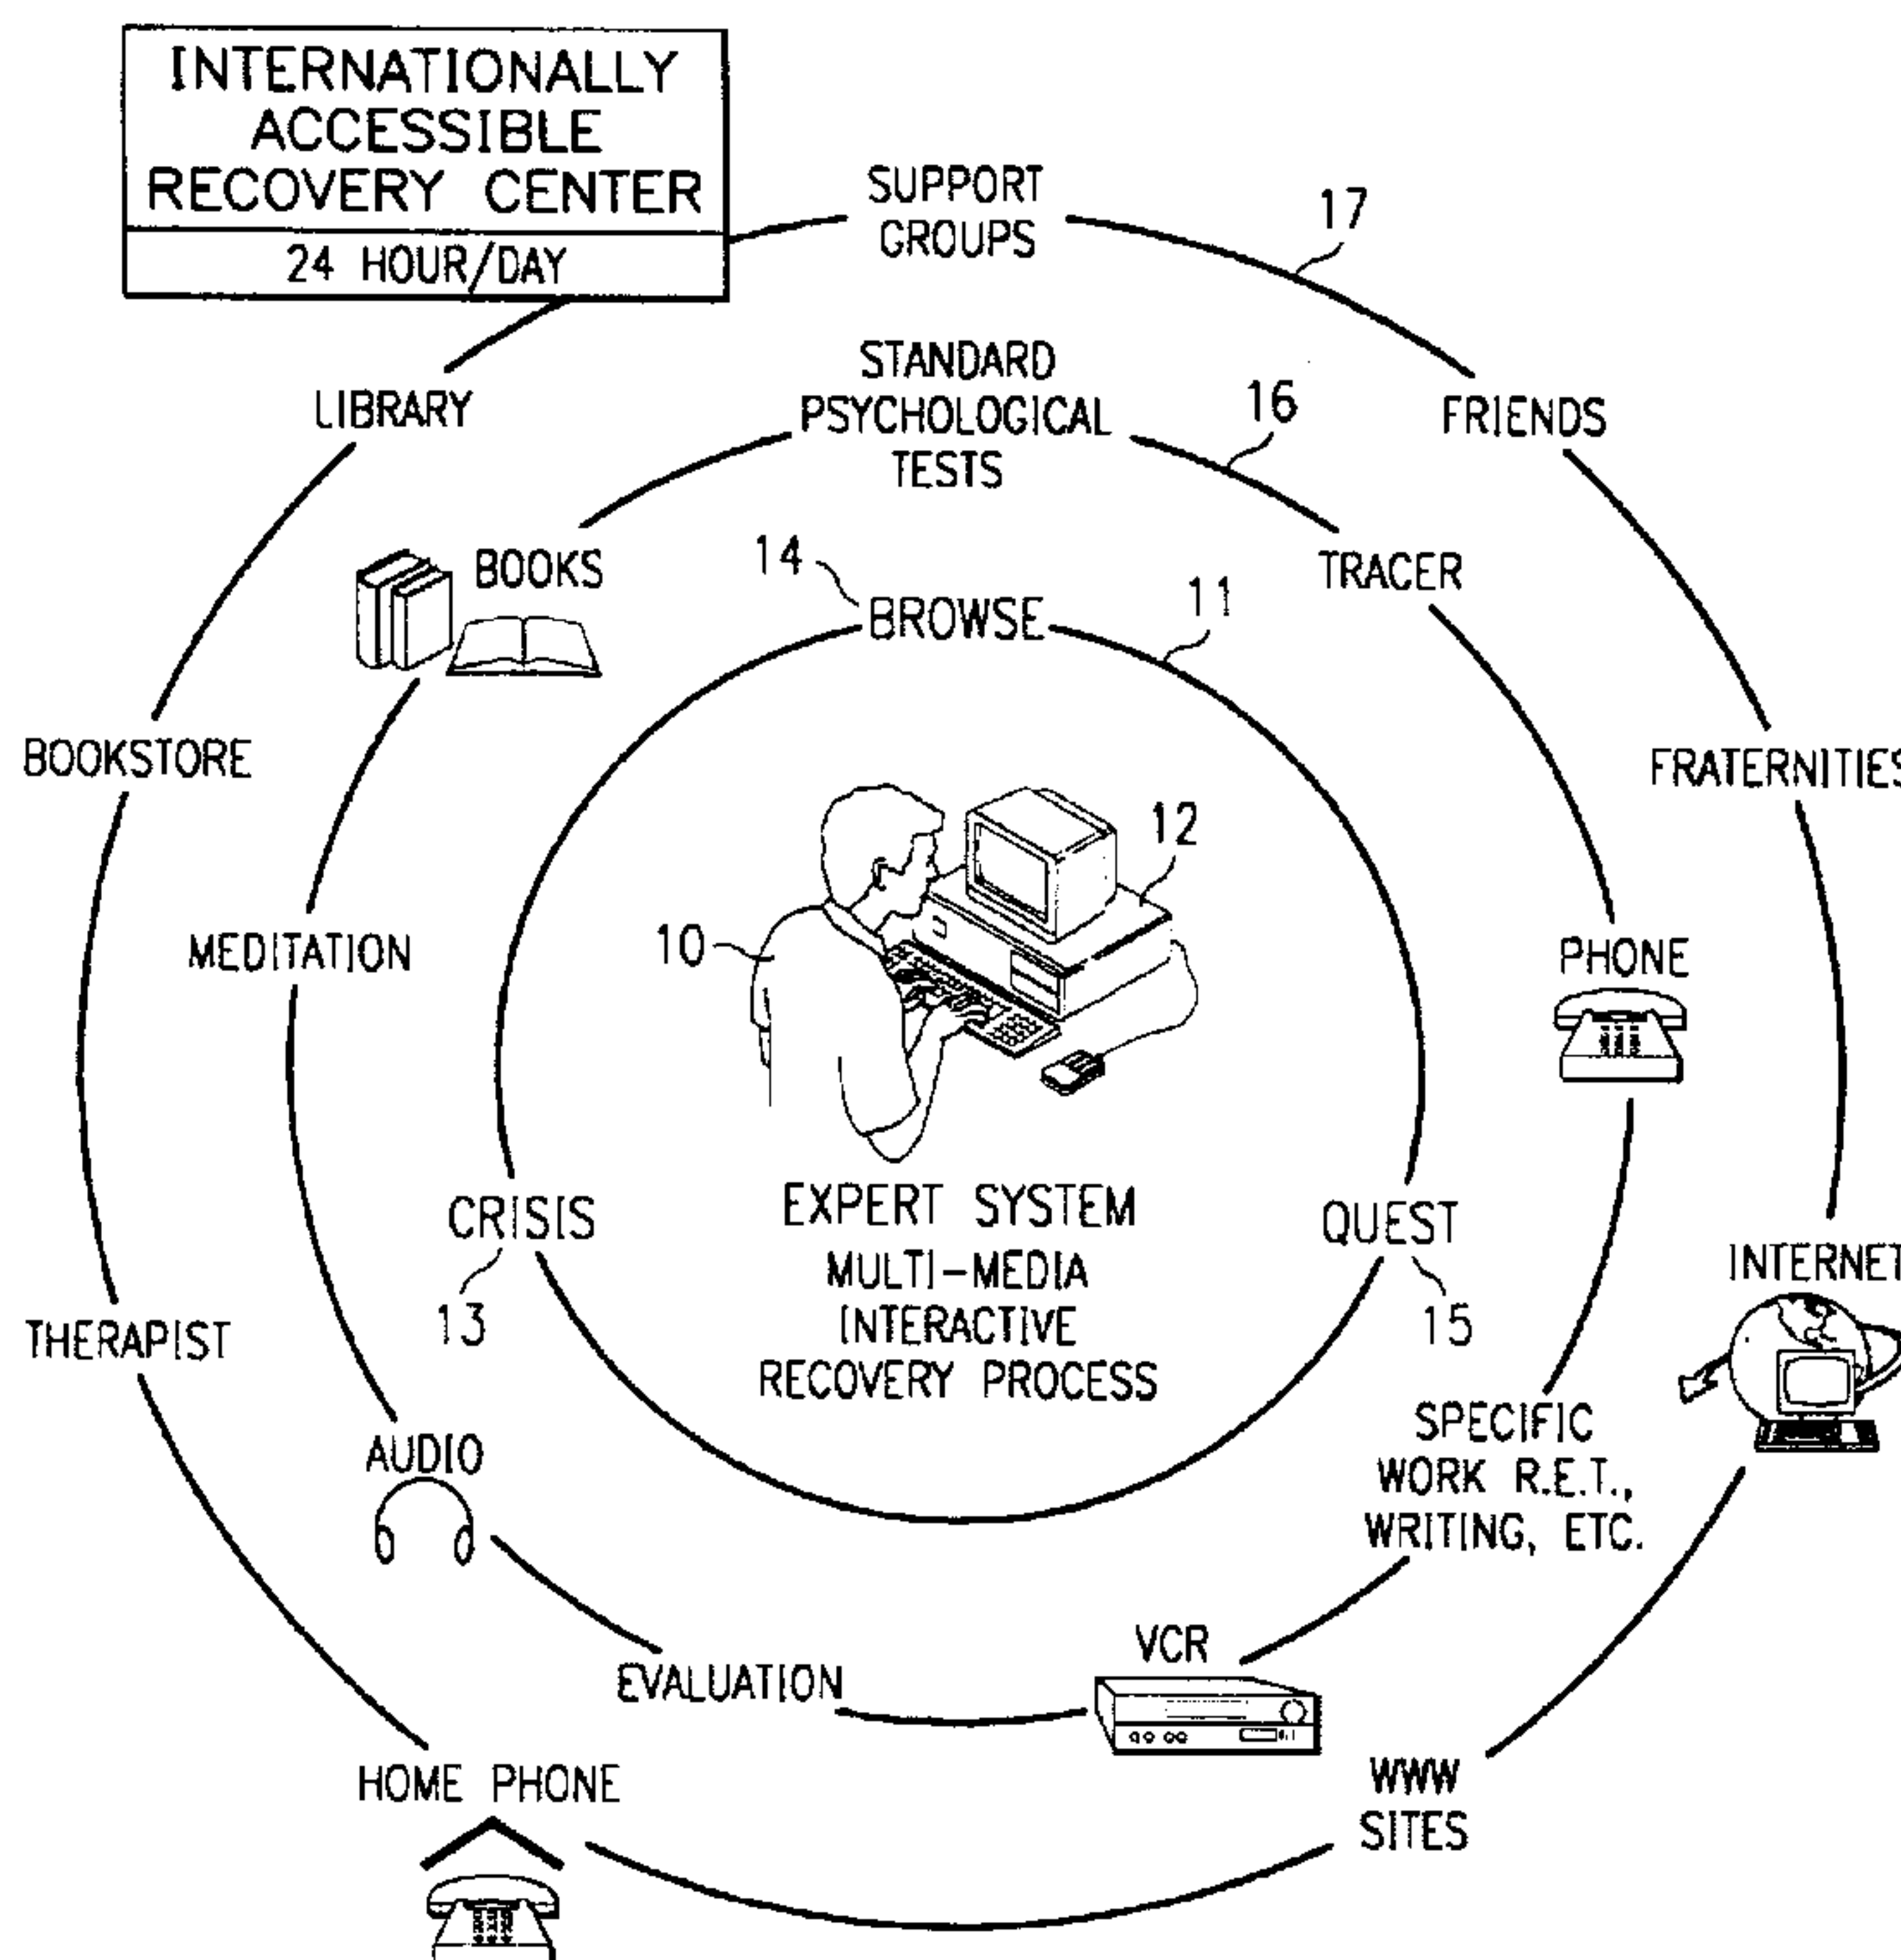 INTERNATIONALLY
ACCESSIBLE
RECOVERY CENTER
24 HOUR/DAY
SUPPORT
GROUPS
17
LIBRARY
STANDARD
PSYCHOLOGICAL
TESTS
16
FRIENDS
BOOKS
14
BROWSE
11
TRACER
BOOKSTORE
FRATERNITIES
12
10
MEDITATION
PHONE
CRISIS
13
EXPERT SYSTEM
MULTI-MEDIA
INTERACTIVE
RECOVERY PROCESS
QUEST
15
INTERNET
THERAPIST
AUDIO
SPECIFIC
WORK R.E.T.,
WRITING, ETC.
EVALUATION
VCR
HOME PHONE
WWW
SITES